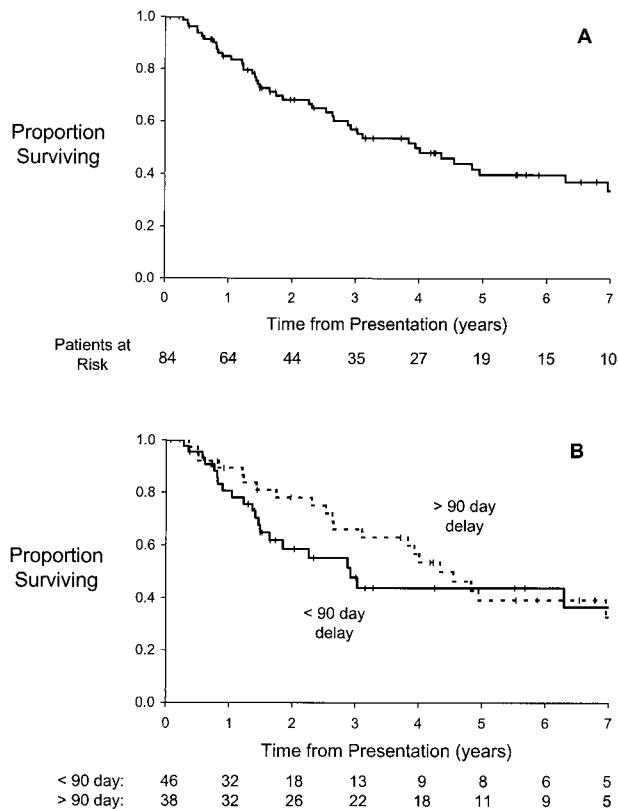 A
1.0
0.8
0.6
0.4
0.2
0.0
Proportion
Surviving
0 1 2 3 4 5 6 7
Time from Presentation (years)
Patients at
Risk
84 64 44 35 27 19 15 10
B
1.0
0.8
0.6
0.4
0.2
0.0
Proportion
Surviving
> 90 day
delay
< 90 day
delay
0 1 2 3 4 5 6 7
Time from Presentation (years)
< 90 day: 46 32 18 13 9 8 6 5
> 90 day: 38 32 26 22 18 11 9 5